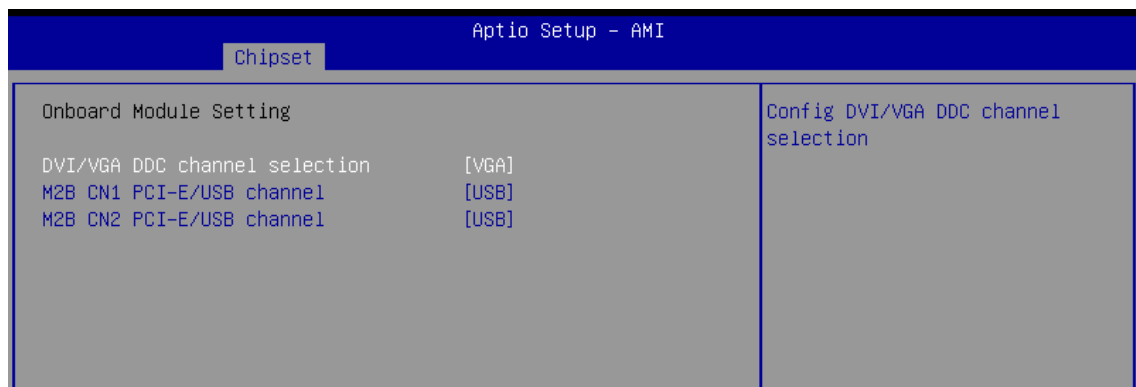 Aptio Setup – AMI
Chipset
Onboard Module Setting
DVI/VGA DDC channel selection [VGA]
M2B CN1 PCI-E/USB channel [USB]
M2B CN2 PCI-E/USB channel [USB]
Config DVI/VGA DDC channel
selection